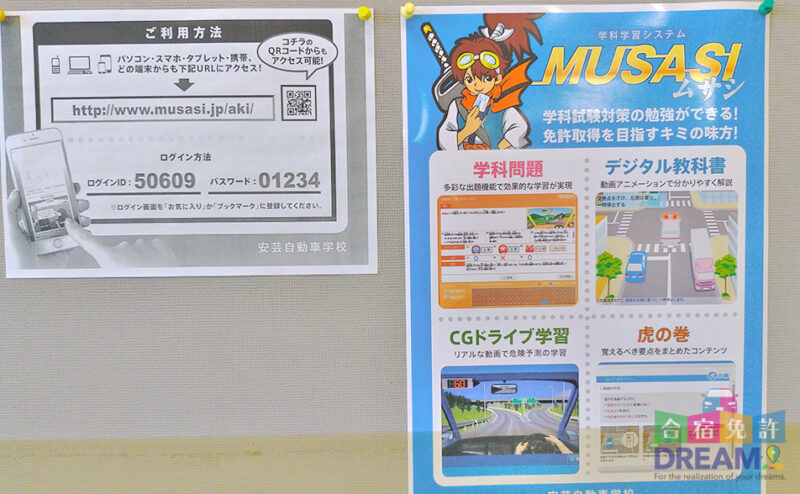 ご利用方法
パソコン・スマホ・タブレット・携帯、
どの端末からも下記URLにアクセス!
コチラの
QRコードからも
アクセス可能!
http://www.musasi.jp/aki/
ログイン方法
ログインID:50609 パスワード:01234
※ログイン画面を「お気に入り」か「ブックマーク」に登録してください。
安芸自動車学校
学科学習システム
MUSASI
ムサシ
学科試験対策の勉強ができる!
免許取得を目指すキミの味方!
学科問題
多彩な出題機能で効果的な学習が実現
デジタル教科書
動画アニメーションで分かりやすく解説
CGドライブ学習
リアルな動画で危険予測の学習
虎の巻
覚えるべき要点をまとめたコンテンツ
安芸自動車学校
合宿免許
DREAM
For the realization of your dreams.